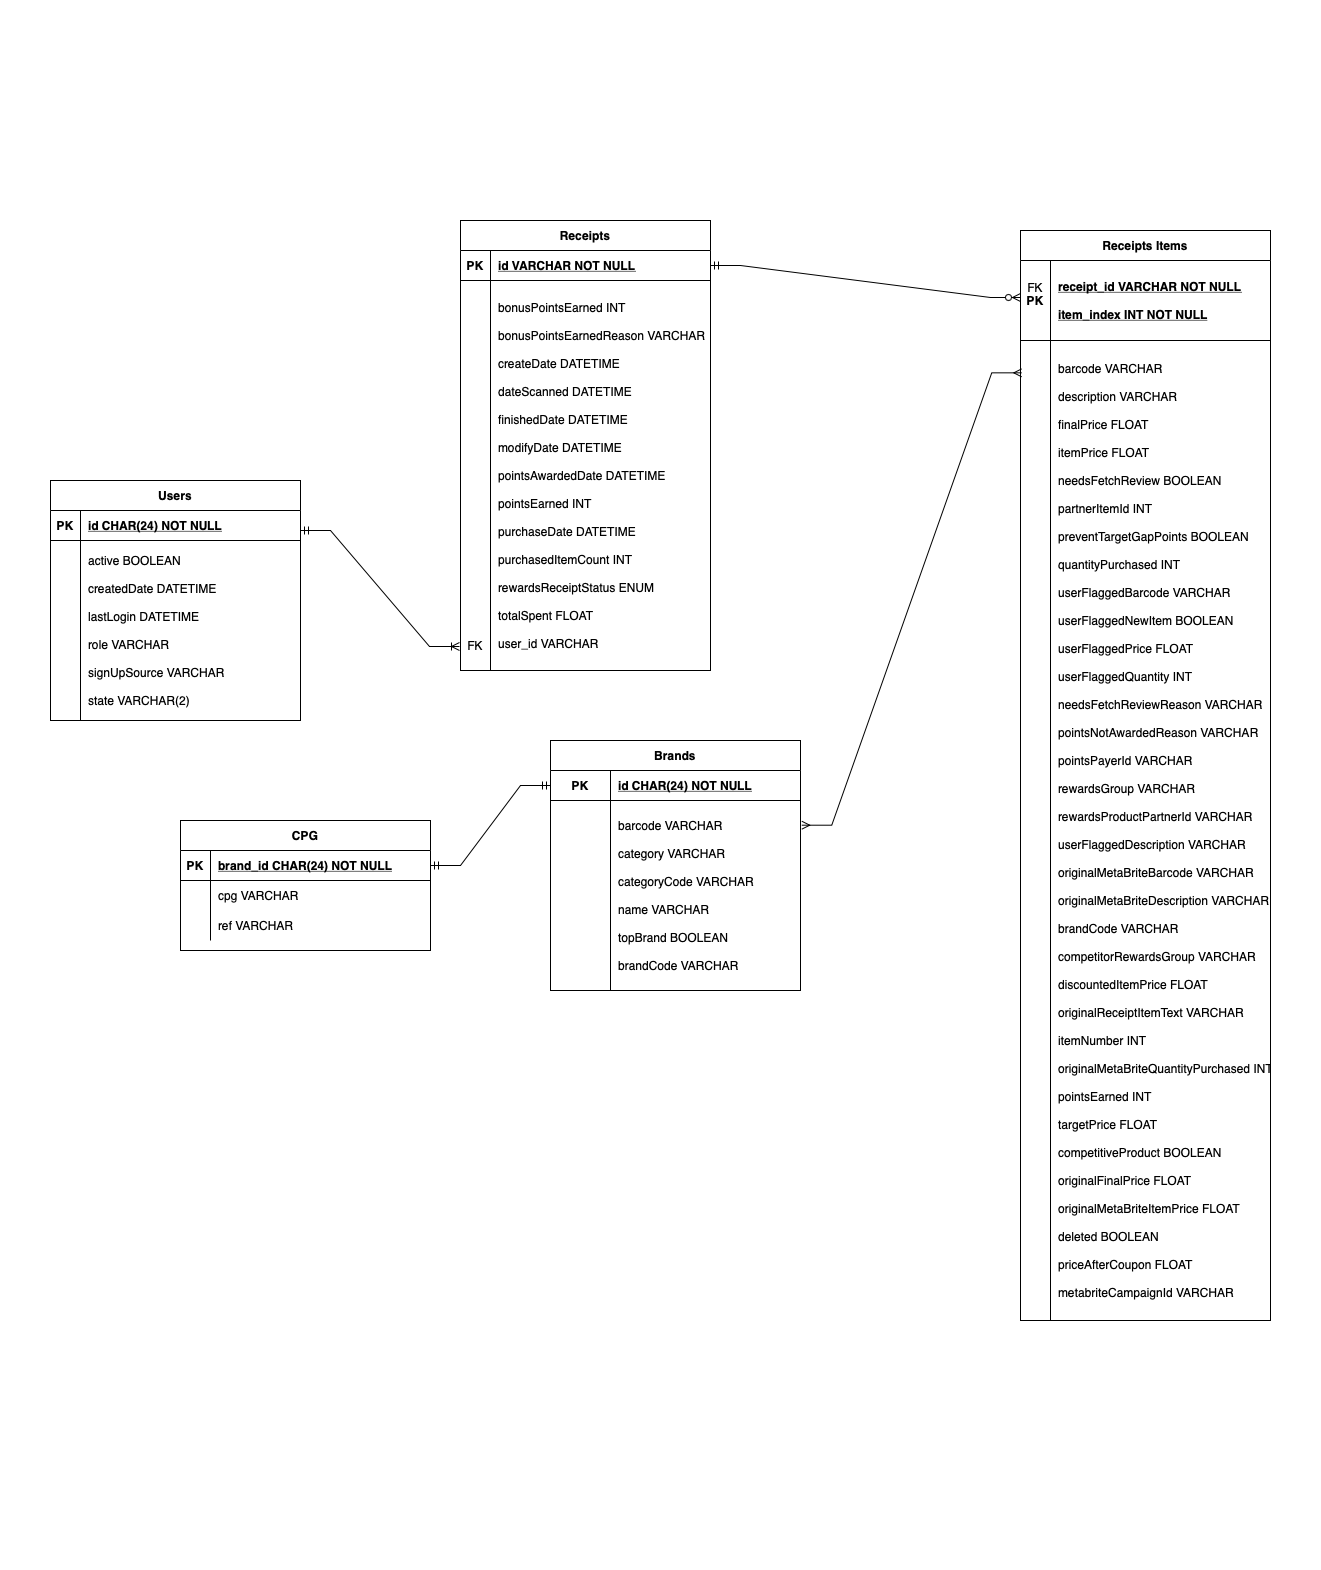 Receipts
PK id VARCHAR NOT NULL
bonusPointsEarned INT
bonusPointsEarnedReason VARCHAR
createDate DATETIME
dateScanned DATETIME
finishedDate DATETIME
modifyDate DATETIME
pointsAwardedDate DATETIME
pointsEarned INT
purchaseDate DATETIME
purchasedItemCount INT
rewardsReceiptStatus ENUM
totalSpent FLOAT
FK user_id VARCHAR
Users
PK id CHAR(24) NOT NULL
active BOOLEAN
createdDate DATETIME
lastLogin DATETIME
role VARCHAR
signUpSource VARCHAR
state VARCHAR(2)
Brands
PK id CHAR(24) NOT NULL
barcode VARCHAR
category VARCHAR
categoryCode VARCHAR
name VARCHAR
topBrand BOOLEAN
brandCode VARCHAR
CPG
PK brand_id CHAR(24) NOT NULL
cpg VARCHAR
ref VARCHAR
Receipts Items
FK receipt_id VARCHAR NOT NULL
PK
item_index INT NOT NULL
barcode VARCHAR
description VARCHAR
finalPrice FLOAT
itemPrice FLOAT
needsFetchReview BOOLEAN
partnerItemId INT
preventTargetGapPoints BOOLEAN
quantityPurchased INT
userFlaggedBarcode VARCHAR
userFlaggedNewItem BOOLEAN
userFlaggedPrice FLOAT
userFlaggedQuantity INT
needsFetchReviewReason VARCHAR
pointsNotAwardedReason VARCHAR
pointsPayerId VARCHAR
rewardsGroup VARCHAR
rewardsProductPartnerId VARCHAR
userFlaggedDescription VARCHAR
originalMetaBriteBarcode VARCHAR
originalMetaBriteDescription VARCHAR
brandCode VARCHAR
competitorRewardsGroup VARCHAR
discountedItemPrice FLOAT
originalReceiptItemText VARCHAR
itemNumber INT
originalMetaBriteQuantityPurchased INT
pointsEarned INT
targetPrice FLOAT
competitiveProduct BOOLEAN
originalFinalPrice FLOAT
originalMetaBriteItemPrice FLOAT
deleted BOOLEAN
priceAfterCoupon FLOAT
metabriteCampaignId VARCHAR